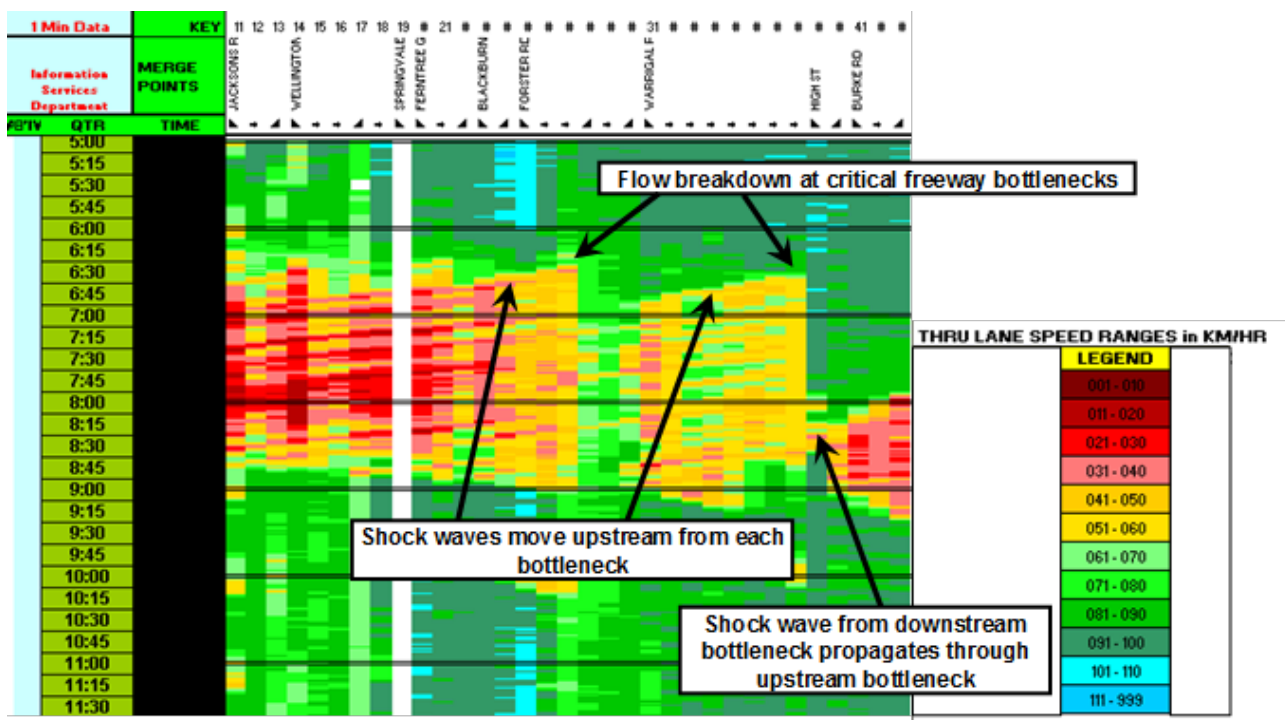 1 Min Data KEY 11 12 13 14 15 16 17 18 19 # 21 # # # # # # # # # 31 # # # # # # # # # 41 # #
Information
Services
Department
MERGE
POINTS
JACKSONS R
WELLINGTON
SPRINGVALE
FERNTREE G
BLACKBURN
FORSTER RD
WARRIGAL F
HIGH ST
BURKE RD
QTR TIME
5:00
5:15
5:30
5:45
6:00
6:15
6:30
6:45
7:00
7:15
7:30
7:45
8:00
8:15
8:30
8:45
9:00
9:15
9:30
9:45
10:00
10:15
10:30
10:45
11:00
11:15
11:30
Flow breakdown at critical freeway bottlenecks
Shock waves move upstream from each
bottleneck
Shock wave from downstream
bottleneck propagates through
upstream bottleneck
THRU LANE SPEED RANGES in KM/HR
LEGEND
001 - 010
011 - 020
021 - 030
031 - 040
041 - 050
051 - 060
061 - 070
071 - 080
081 - 090
091 - 100
101 - 110
111 - 999